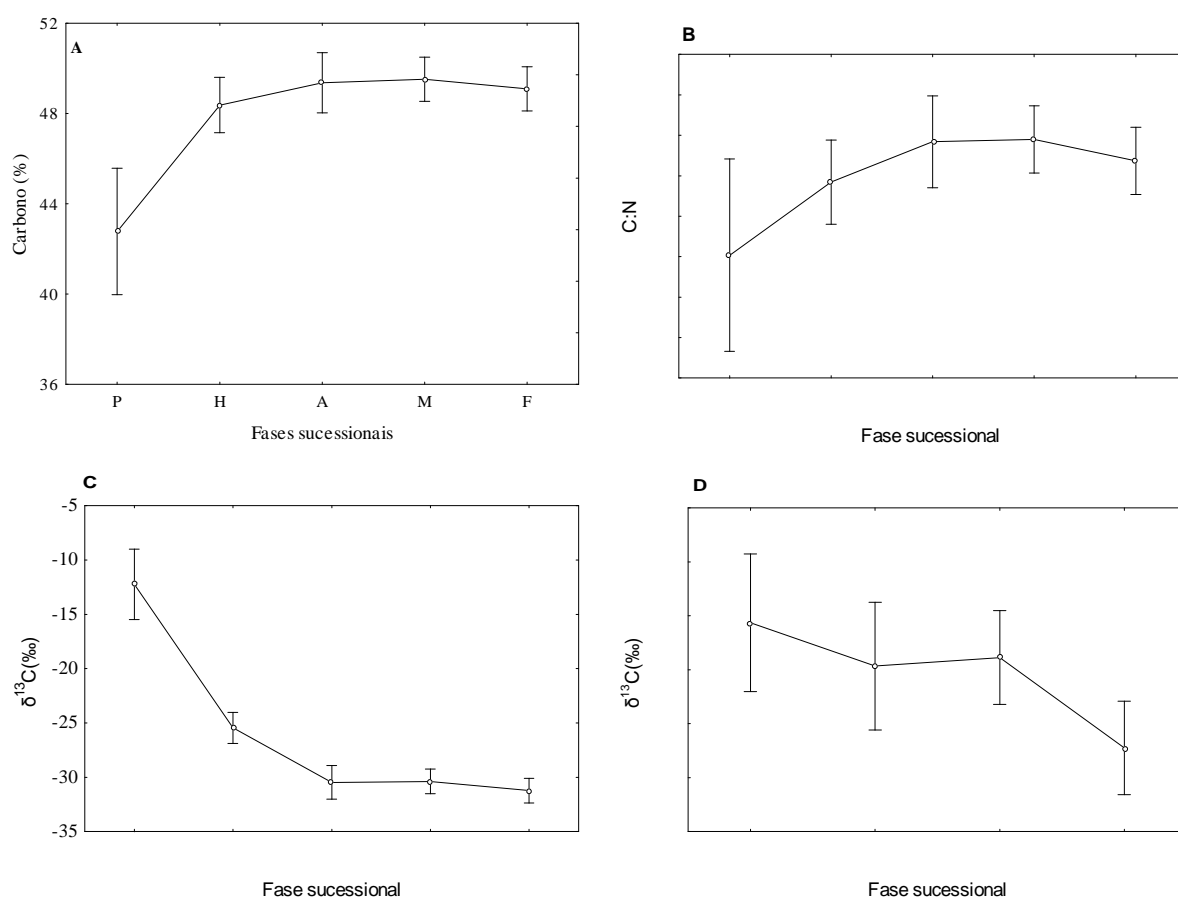 A
52
48
44
40
36
Carbono (%)
P H A M F
Fases sucessionais
B
C:N
Fase sucessional
C
-5
-10
-15
-20
-25
-30
-35
δ¹³C(‰)
Fase sucessional
D
δ¹³C(‰)
Fase sucessional